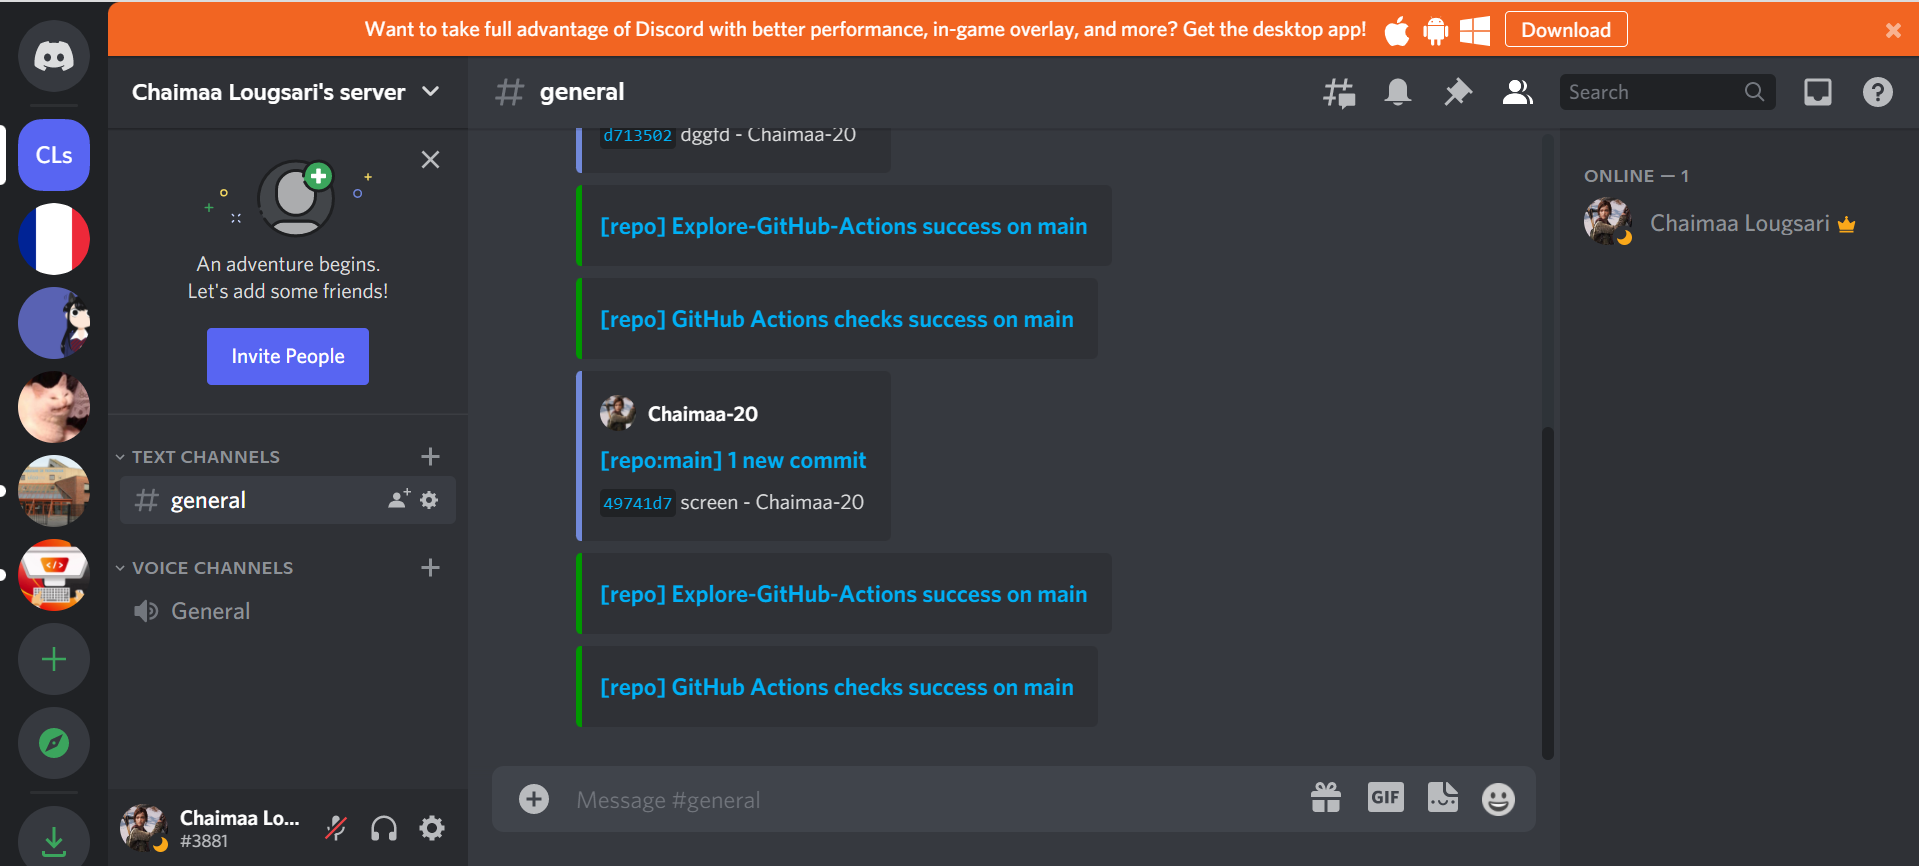 Want to take full advantage of Discord with better performance, in-game overlay, and more? Get the desktop app!
Download
CLs
Chaimaa Lougsari's server
An adventure begins.
Let's add some friends!
Invite People
TEXT CHANNELS
general
VOICE CHANNELS
General
Chaimaa Lo...
#3881
general
Search
d713502 dggfd - Chaimaa-20
[repo] Explore-GitHub-Actions success on main
[repo] GitHub Actions checks success on main
Chaimaa-20
[repo:main] 1 new commit
49741d7 screen - Chaimaa-20
[repo] Explore-GitHub-Actions success on main
[repo] GitHub Actions checks success on main
Message #general
GIF
ONLINE — 1
Chaimaa Lougsari